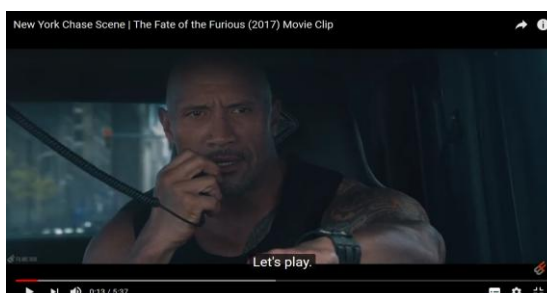 New York Chase Scene | The Fate of the Furious (2017) Movie Clip
Let's play.
0:13 / 5:37